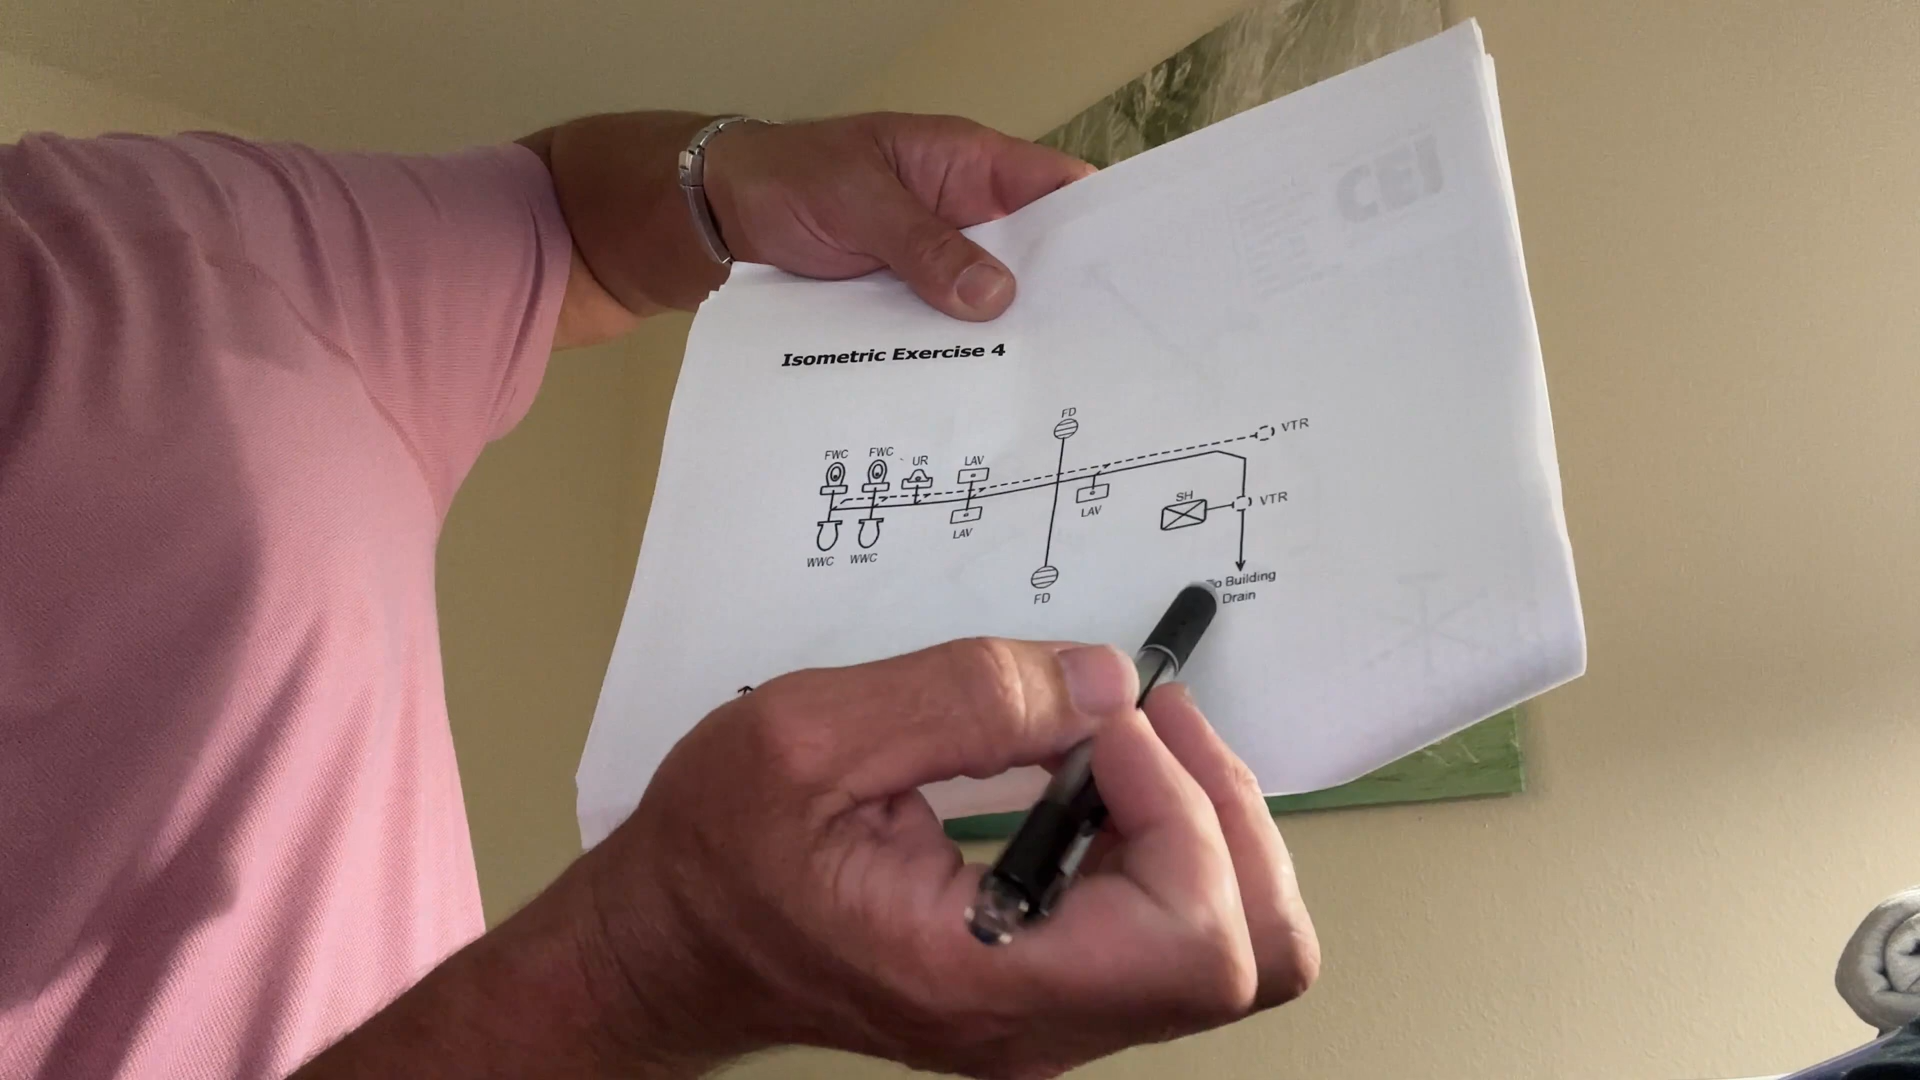 CEI
Isometric Exercise 4
FD
VTR
FWC
FWC
UR
LAV
SH
VTR
LAV
LAV
WWC
WWC
FD
To Building
Drain